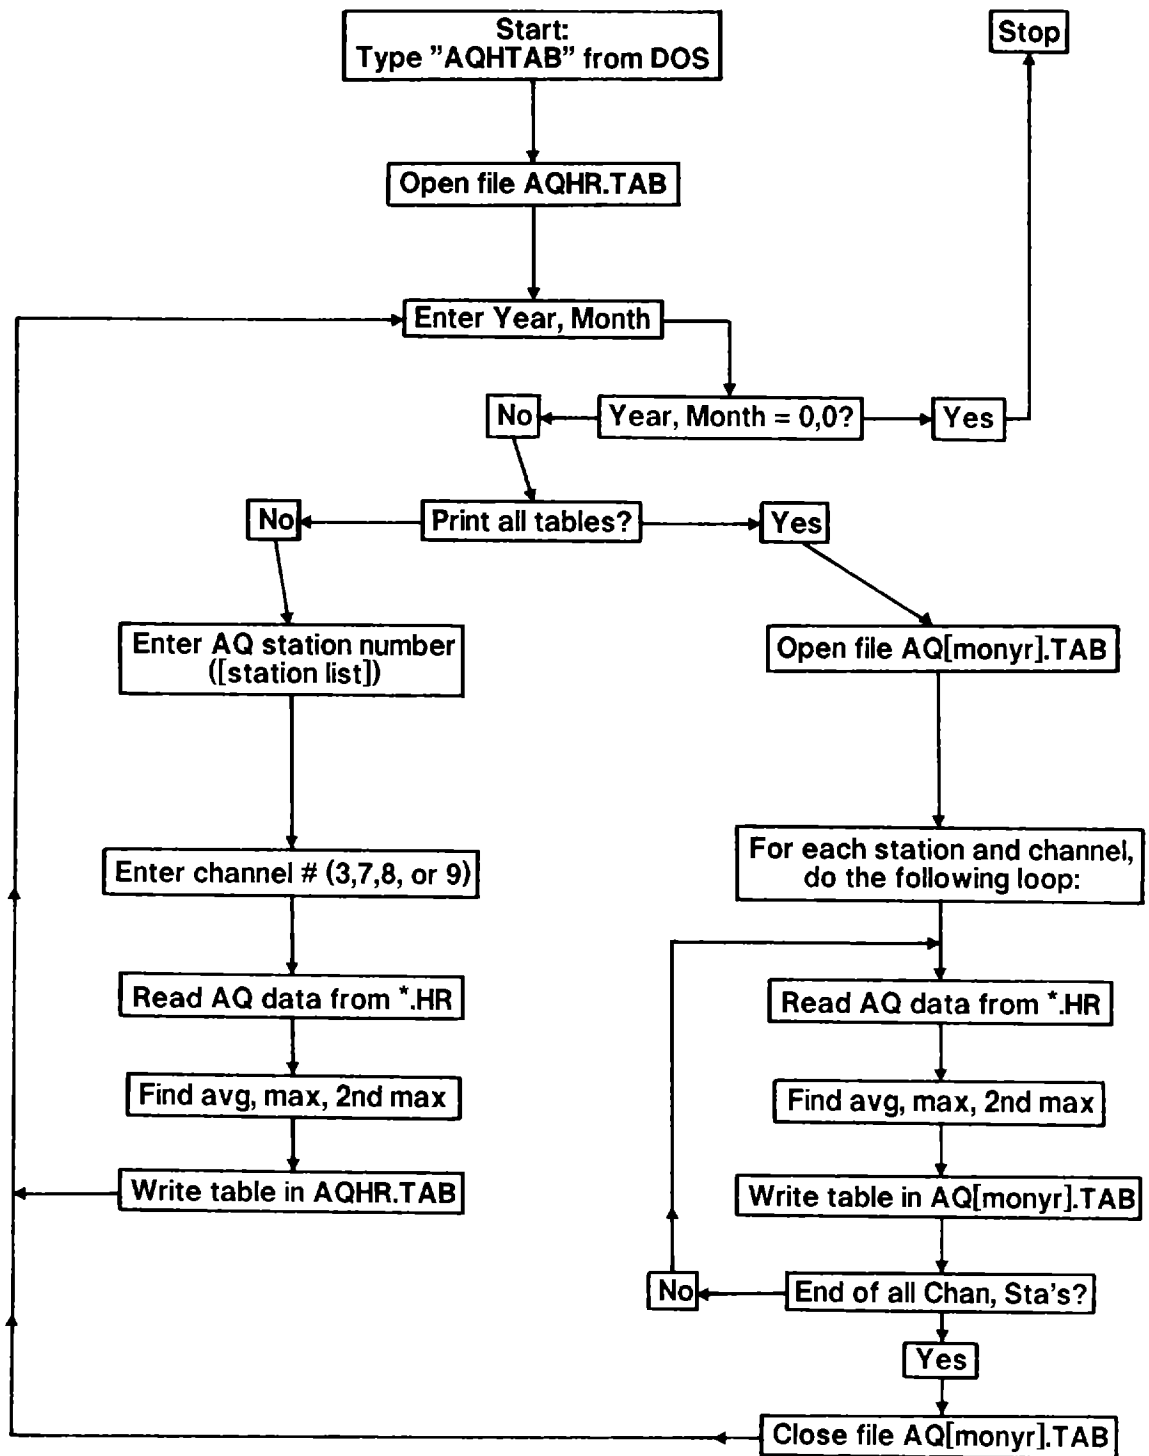 Start:
Type "AQHTAB" from DOS
Stop
Open file AQHR.TAB
Enter Year, Month
No
Year, Month = 0,0?
Yes
No
Print all tables?
Yes
Enter AQ station number
([station list])
Open file AQ[monyr].TAB
Enter channel # (3,7,8, or 9)
For each station and channel,
do the following loop:
Read AQ data from *.HR
Read AQ data from *.HR
Find avg, max, 2nd max
Find avg, max, 2nd max
Write table in AQHR.TAB
Write table in AQ[monyr].TAB
No
End of all Chan, Sta's?
Yes
Close file AQ[monyr].TAB